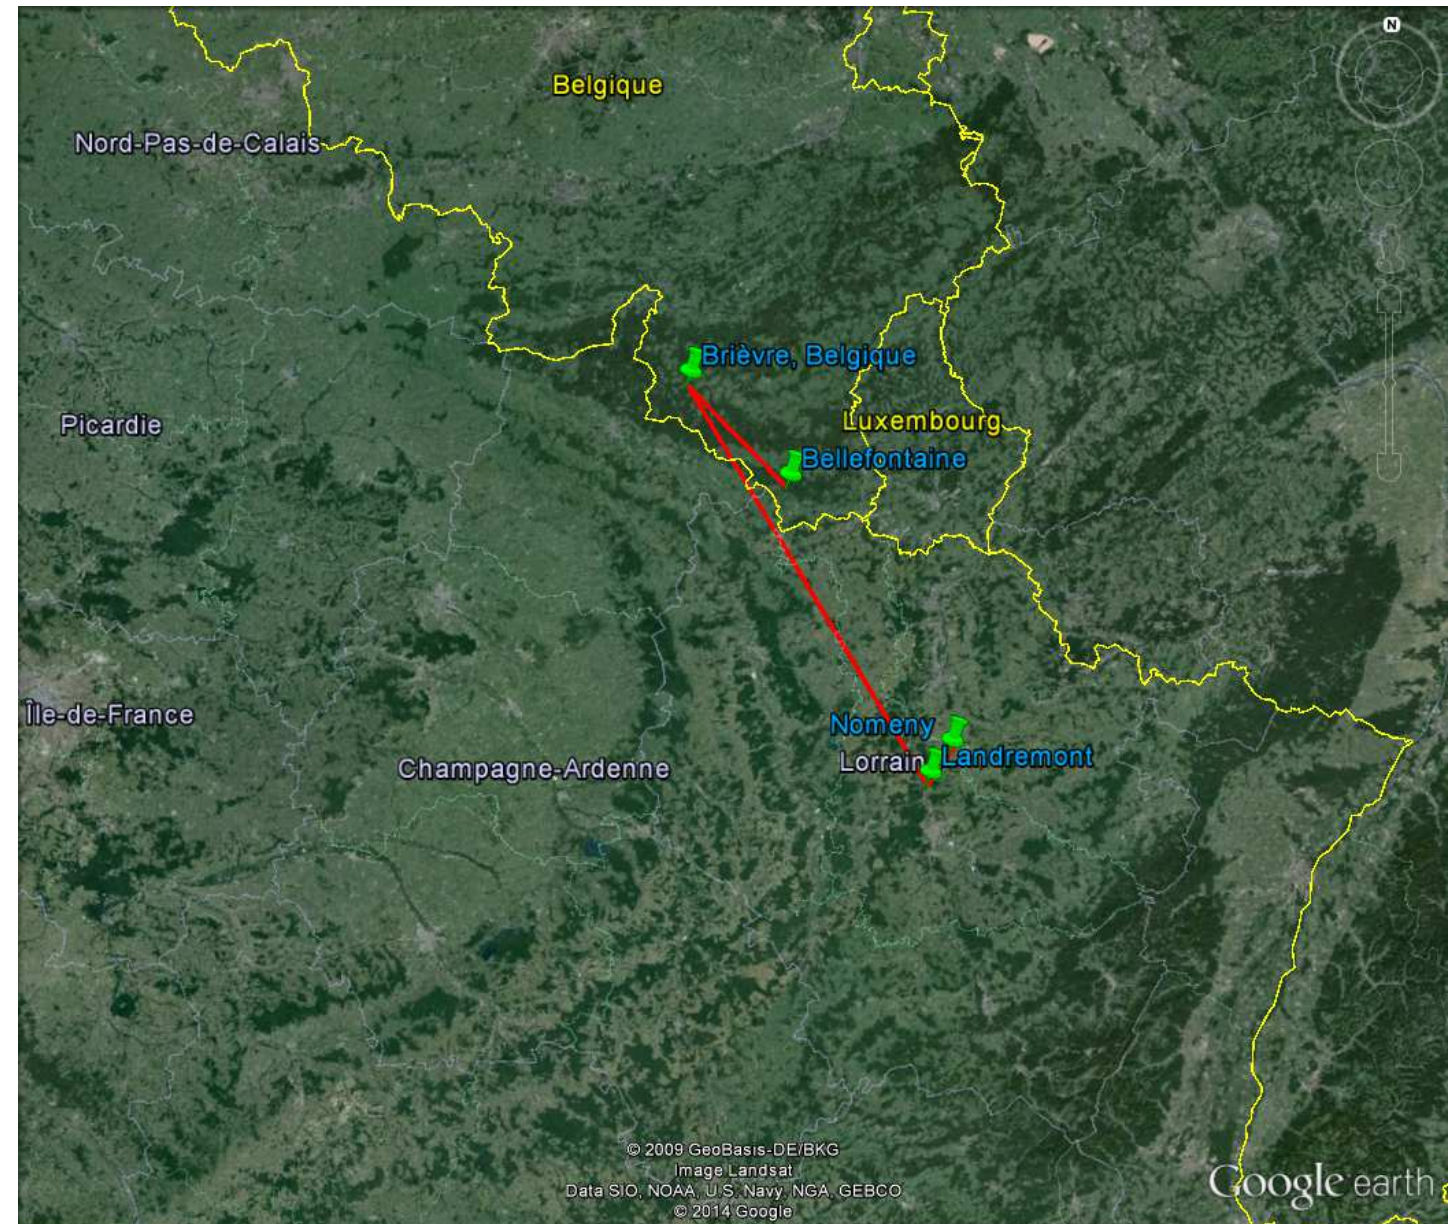 N
Belgique
Nord-Pas-de-Calais
Brièvre, Belgique
Luxembourg
Picardie
Bellefontaine
Île-de-France
Nomeny
Landremont
Lorrain
Champagne-Ardenne
© 2009 GeoBasis-DE/BKG
Image Landsat
Data SIO, NOAA, U.S. Navy, NGA, GEBCO
© 2014 Google
Google earth